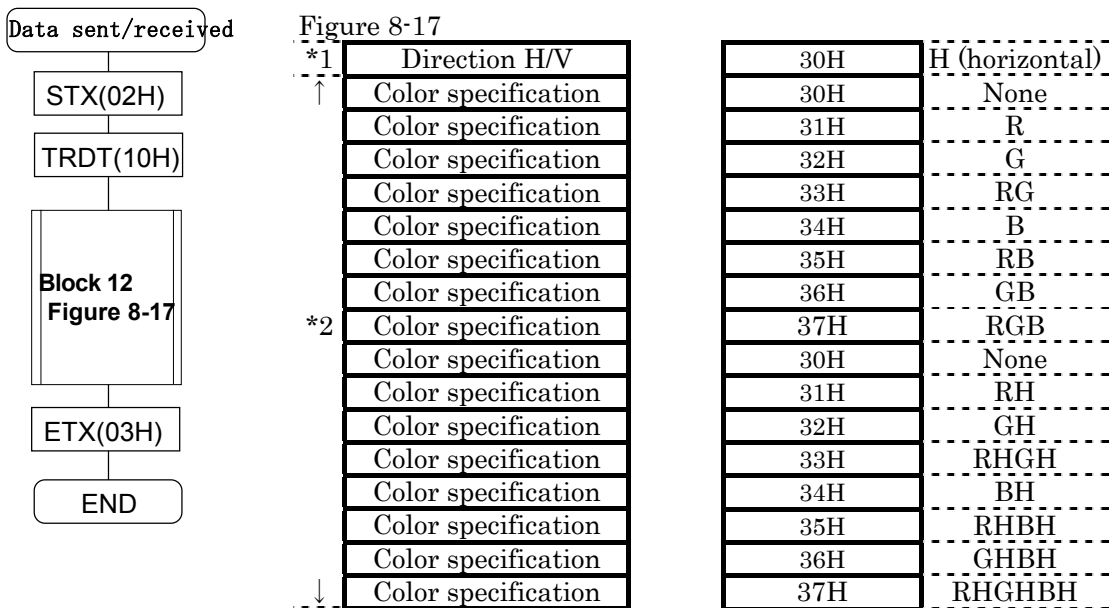 Data sent/received
STX(02H)
TRDT(10H)
Block 12
Figure 8-17
ETX(03H)
END
Figure 8-17
*1 Direction H/V 30H H (horizontal)
↑ Color specification 30H None
Color specification 31H R
Color specification 32H G
Color specification 33H RG
Color specification 34H B
Color specification 35H RB
Color specification 36H GB
*2 Color specification 37H RGB
Color specification 30H None
Color specification 31H RH
Color specification 32H GH
Color specification 33H RHGH
Color specification 34H BH
Color specification 35H RHBH
Color specification 36H GHBH
↓ Color specification 37H RHGHBH